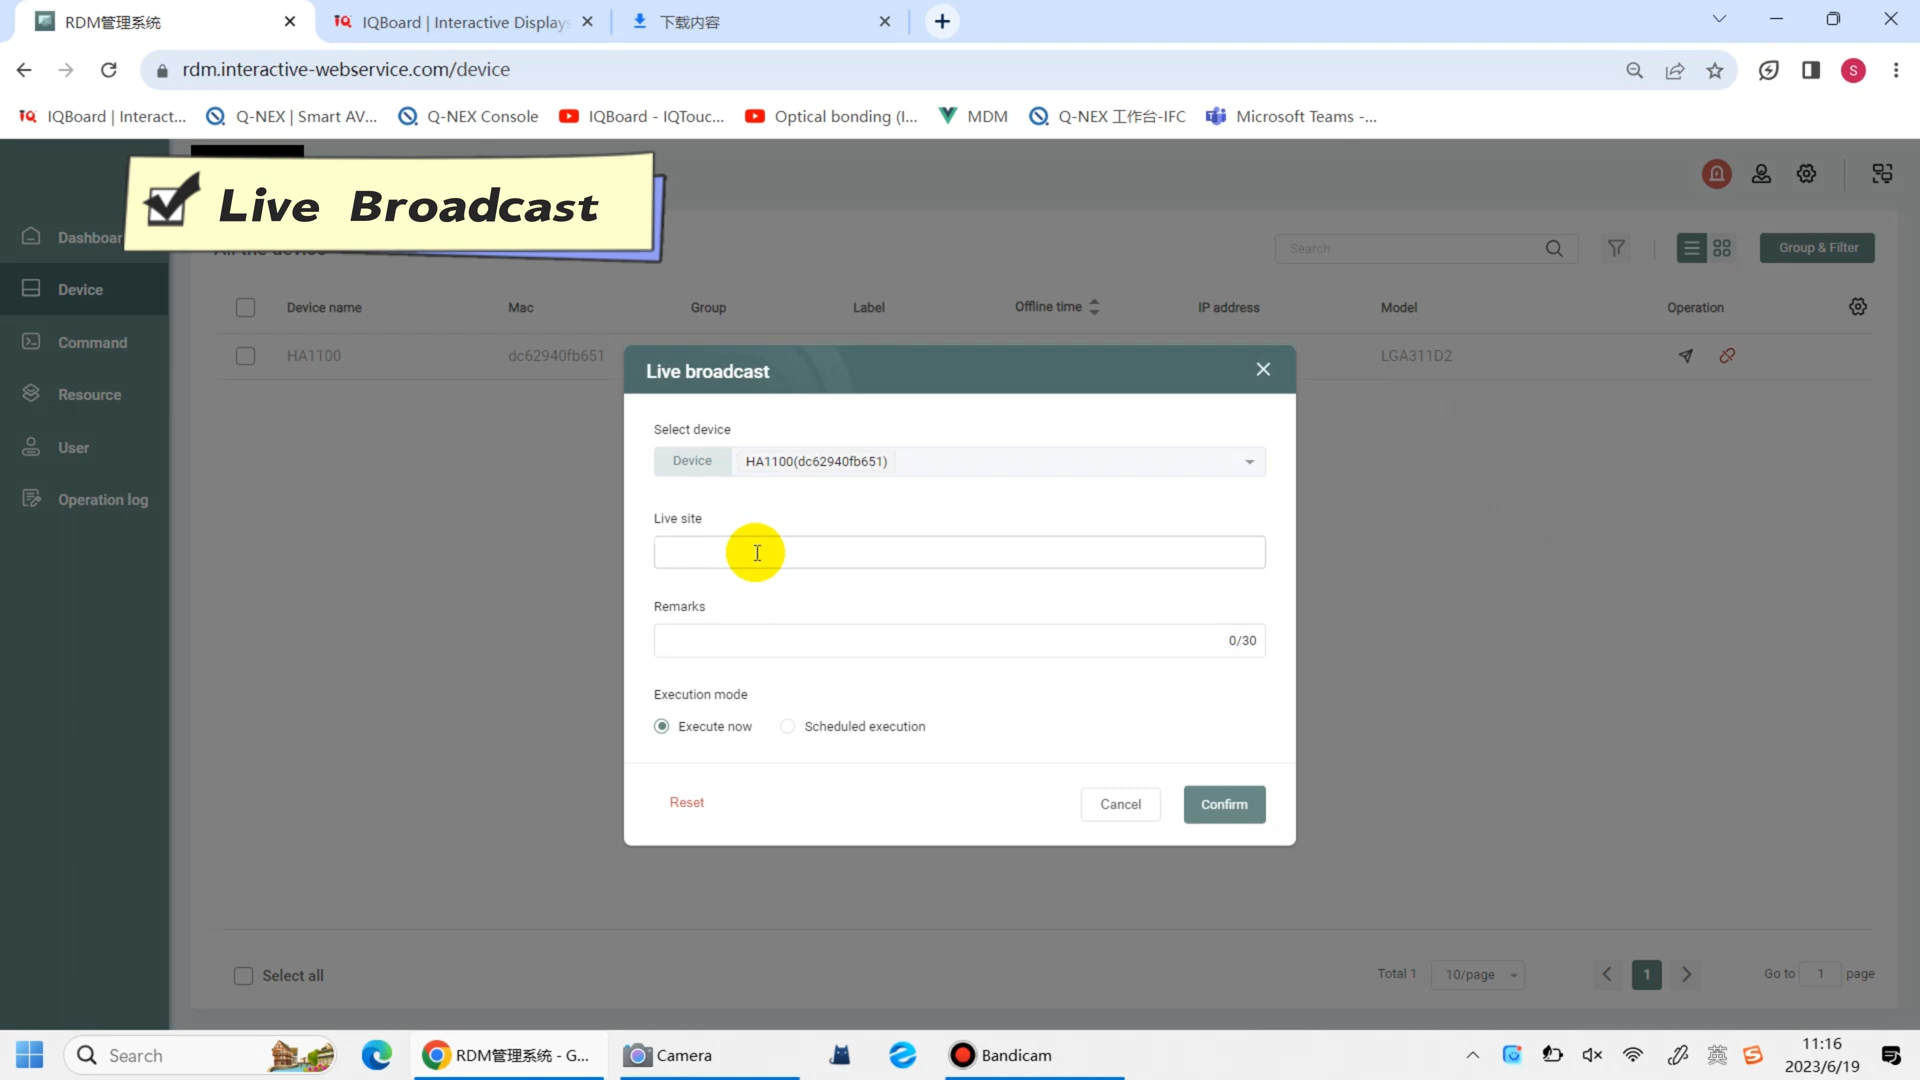 RDM管理系统
IQBoard | Interactive Displays
下载内容
rdm.interactive-webservice.com/device
S
IQBoard | Interact...
Q-NEX | Smart AV...
Q-NEX Console
IQBoard - IQTouc...
Optical bonding (I...
MDM
Q-NEX 工作台-IFC
Microsoft Teams -...
Live Broadcast
Dashboar
Search
Group & Filter
Device
Device name
Mac
Group
Label
Offline time
IP address
Model
Operation
Command
HA1100
dc62940fb651
LGA311D2
Resource
User
Operation log
Live broadcast
Select device
Device
HA1100(dc62940fb651)
Live site
Remarks
0/30
Execution mode
Execute now
Scheduled execution
Reset
Cancel
Confirm
Select all
Total 1
10/page
1
Go to
1
page
Search
RDM管理系统 - G...
Camera
Bandicam
英
11:16
2023/6/19